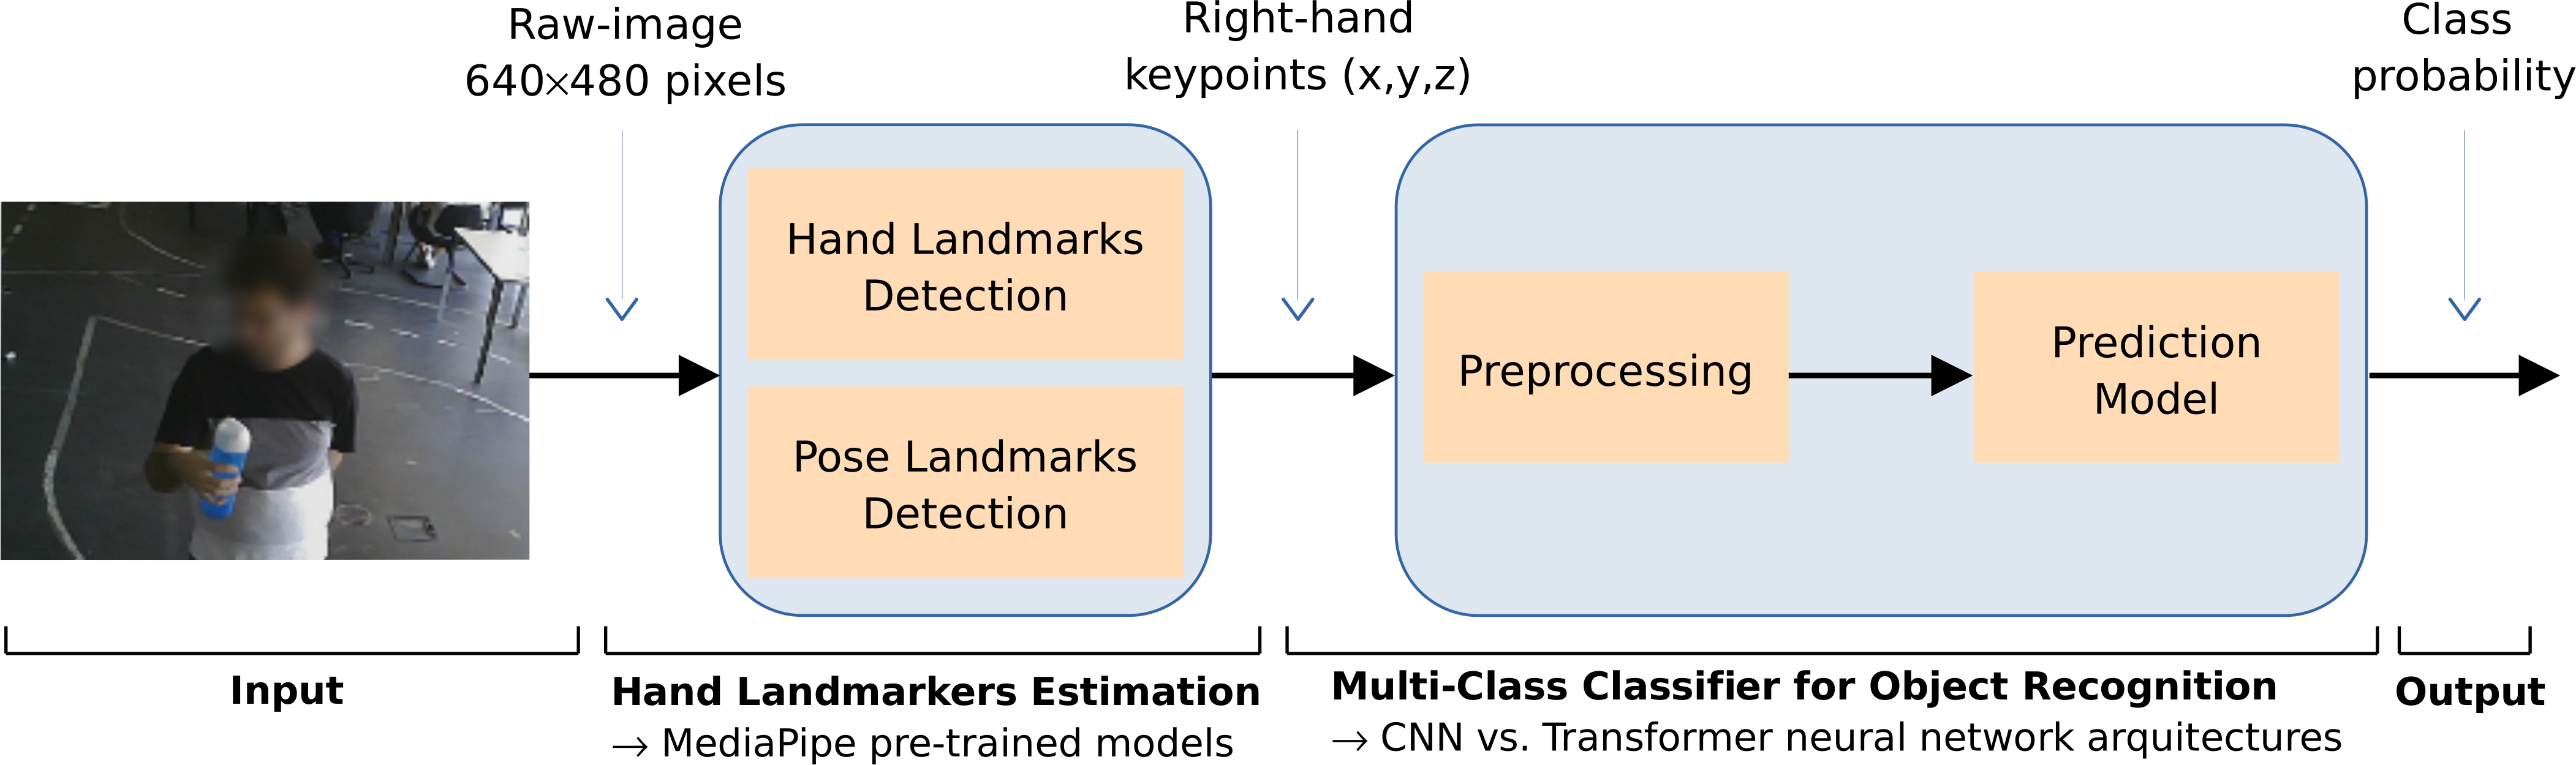 Raw-image
640×480 pixels
Right-hand
keypoints (x,y,z)
Class
probability
Hand Landmarks
Detection
Pose Landmarks
Detection
Preprocessing
Prediction
Model
Input
Hand Landmarkers Estimation
→ MediaPipe pre-trained models
Multi-Class Classifier for Object Recognition
→ CNN vs. Transformer neural network arquitectures
Output